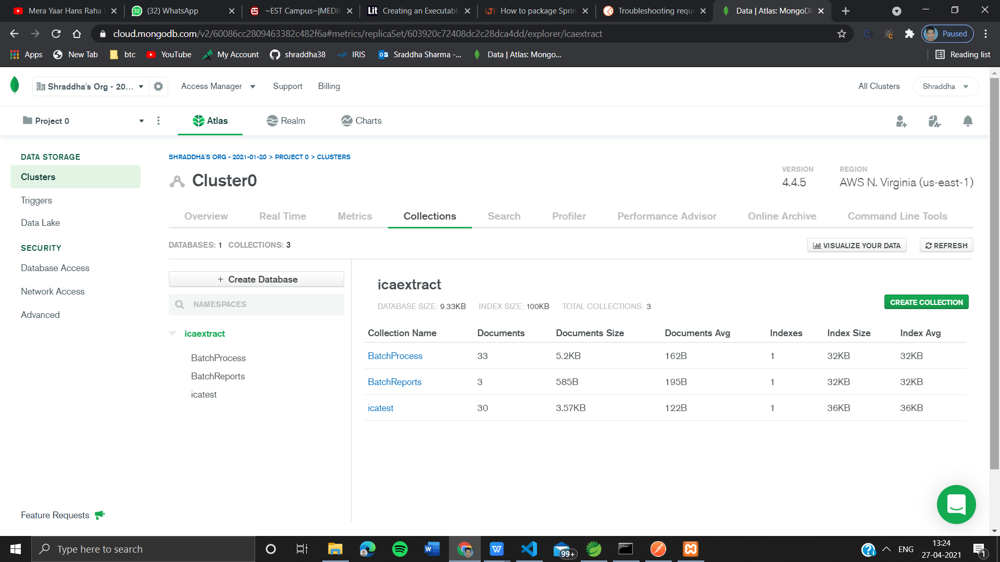 Mera Yaar Hans Raha
(32) WhatsApp
~EST Campus~|MEDI
Creating an Executable
How to package Sprin
Troubleshooting requ
Data | Atlas: MongoD
cloud.mongodb.com/v2/60086cc2809463382c482f6a#metrics/replicaSet/603920c72408dc2c28dca4dd/explorer/icaextract
Paused
Apps
New Tab
btc
YouTube
My Account
shraddha38
IRIS
Sraddha Sharma -...
Data | Atlas: Mongo...
Reading list
Shraddha's Org - 20...
Access Manager
Support
Billing
All Clusters
Shraddha
Project 0
Atlas
Realm
Charts
DATA STORAGE
Clusters
Triggers
Data Lake
SECURITY
Database Access
Network Access
Advanced
Feature Requests
SHRADDHA'S ORG - 2021-01-20 > PROJECT 0 > CLUSTERS
Cluster0
VERSION
4.4.5
REGION
AWS N. Virginia (us-east-1)
Overview
Real Time
Metrics
Collections
Search
Profiler
Performance Advisor
Online Archive
Command Line Tools
DATABASES: 1 COLLECTIONS: 3
VISUALIZE YOUR DATA
REFRESH
+ Create Database
NAMESPACES
icaextract
BatchProcess
BatchReports
icatest
icaextract
DATABASE SIZE: 9.33KB INDEX SIZE: 100KB TOTAL COLLECTIONS: 3
CREATE COLLECTION
Collection Name Documents Documents Size Documents Avg Indexes Index Size Index Avg
BatchProcess 33 5.2KB 162B 1 32KB 32KB
BatchReports 3 585B 195B 1 32KB 32KB
icatest 30 3.57KB 122B 1 36KB 36KB
Type here to search
99+
ENG
13:24
27-04-2021
1